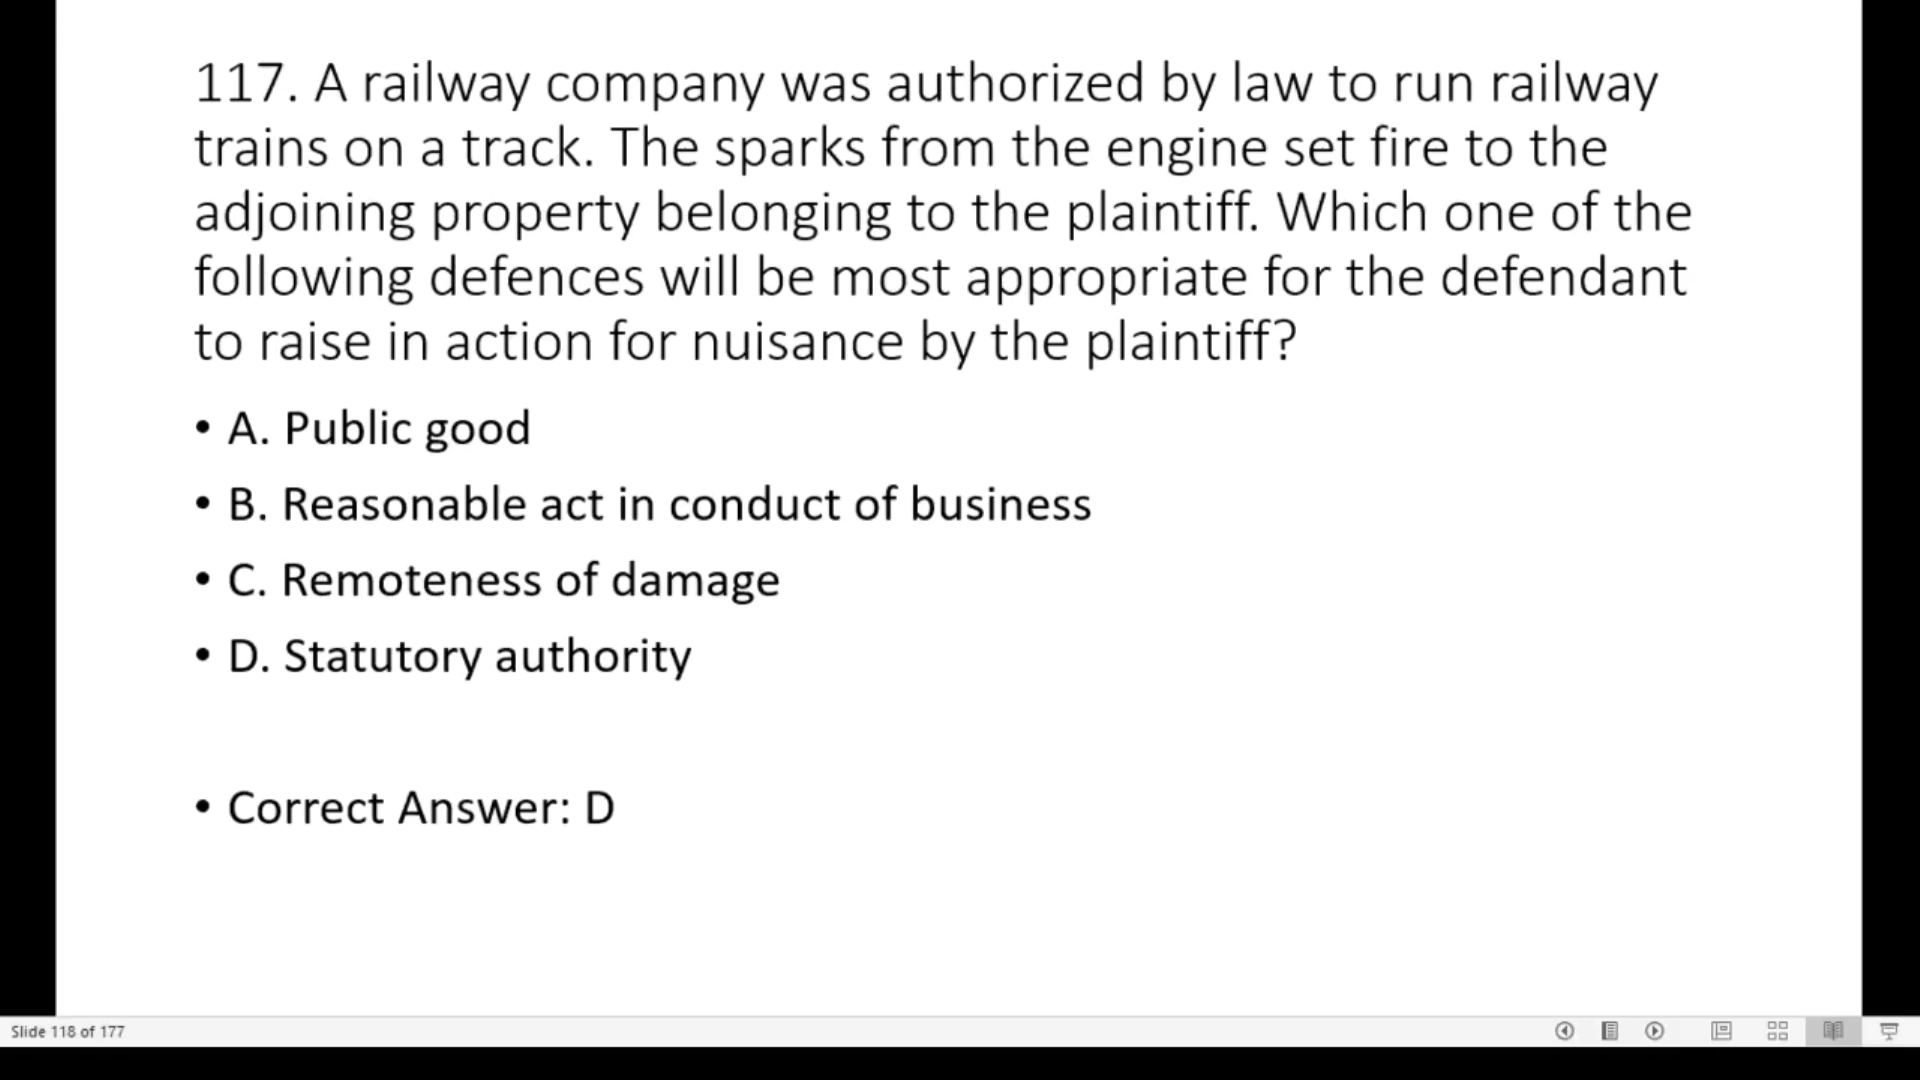 117. A railway company was authorized by law to run railway
trains on a track. The sparks from the engine set fire to the
adjoining property belonging to the plaintiff. Which one of the
following defences will be most appropriate for the defendant
to raise in action for nuisance by the plaintiff?
• A. Public good
• B. Reasonable act in conduct of business
• C. Remoteness of damage
• D. Statutory authority
• Correct Answer: D
Slide 118 of 177